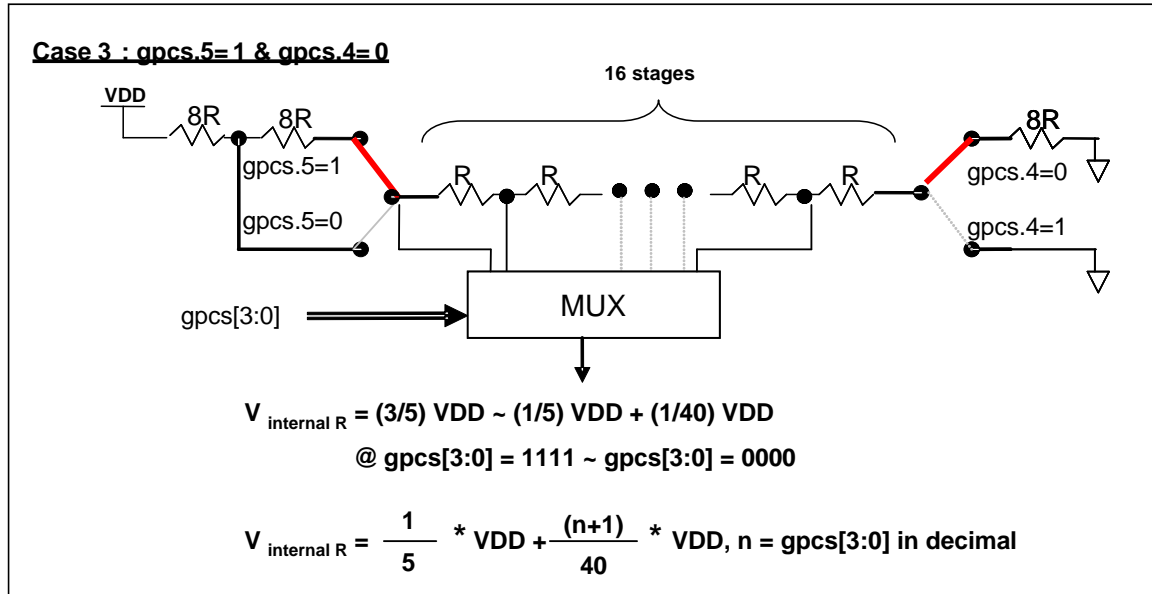 Case 3 : gpcs.5= 1 & gpcs.4= 0
16 stages
VDD
8R 8R 8R
gpcs.5=1 gpcs.4=0
R R R R
gpcs.5=0 gpcs.4=1
MUX
gpcs[3:0]
V internal R = (3/5) VDD ~ (1/5) VDD + (1/40) VDD
@ gpcs[3:0] = 1111 ~ gpcs[3:0] = 0000
V internal R = 1/5 * VDD + (n+1)/40 * VDD, n = gpcs[3:0] in decimal